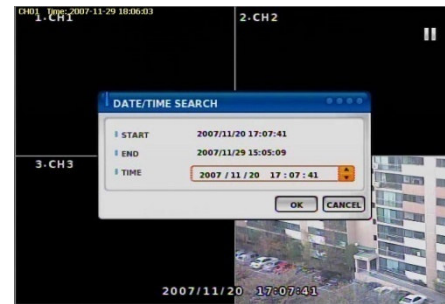 CH01 Time: 2007-11-29 18:06:03
1.CH1
2.CH2
DATE/TIME SEARCH
START 2007/11/20 17:07:41
END 2007/11/29 15:05:09
TIME 2007 / 11 / 20 17 : 07 : 41
OK CANCEL
3.CH3
2007/11/20 17:07:41